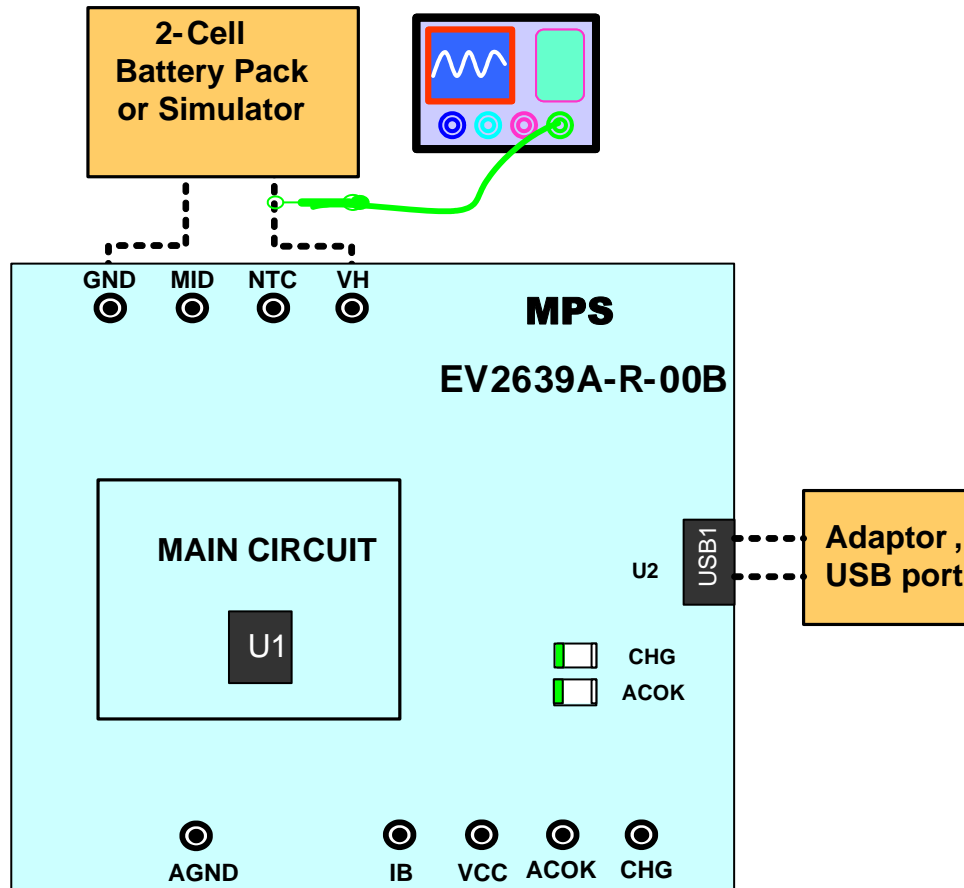 2-Cell
Battery Pack
or Simulator
GND MID NTC VH
MPS
EV2639A-R-00B
MAIN CIRCUIT
U1
U2
USB1
Adaptor ,
USB port
CHG
ACOK
AGND
IB
VCC
ACOK
CHG